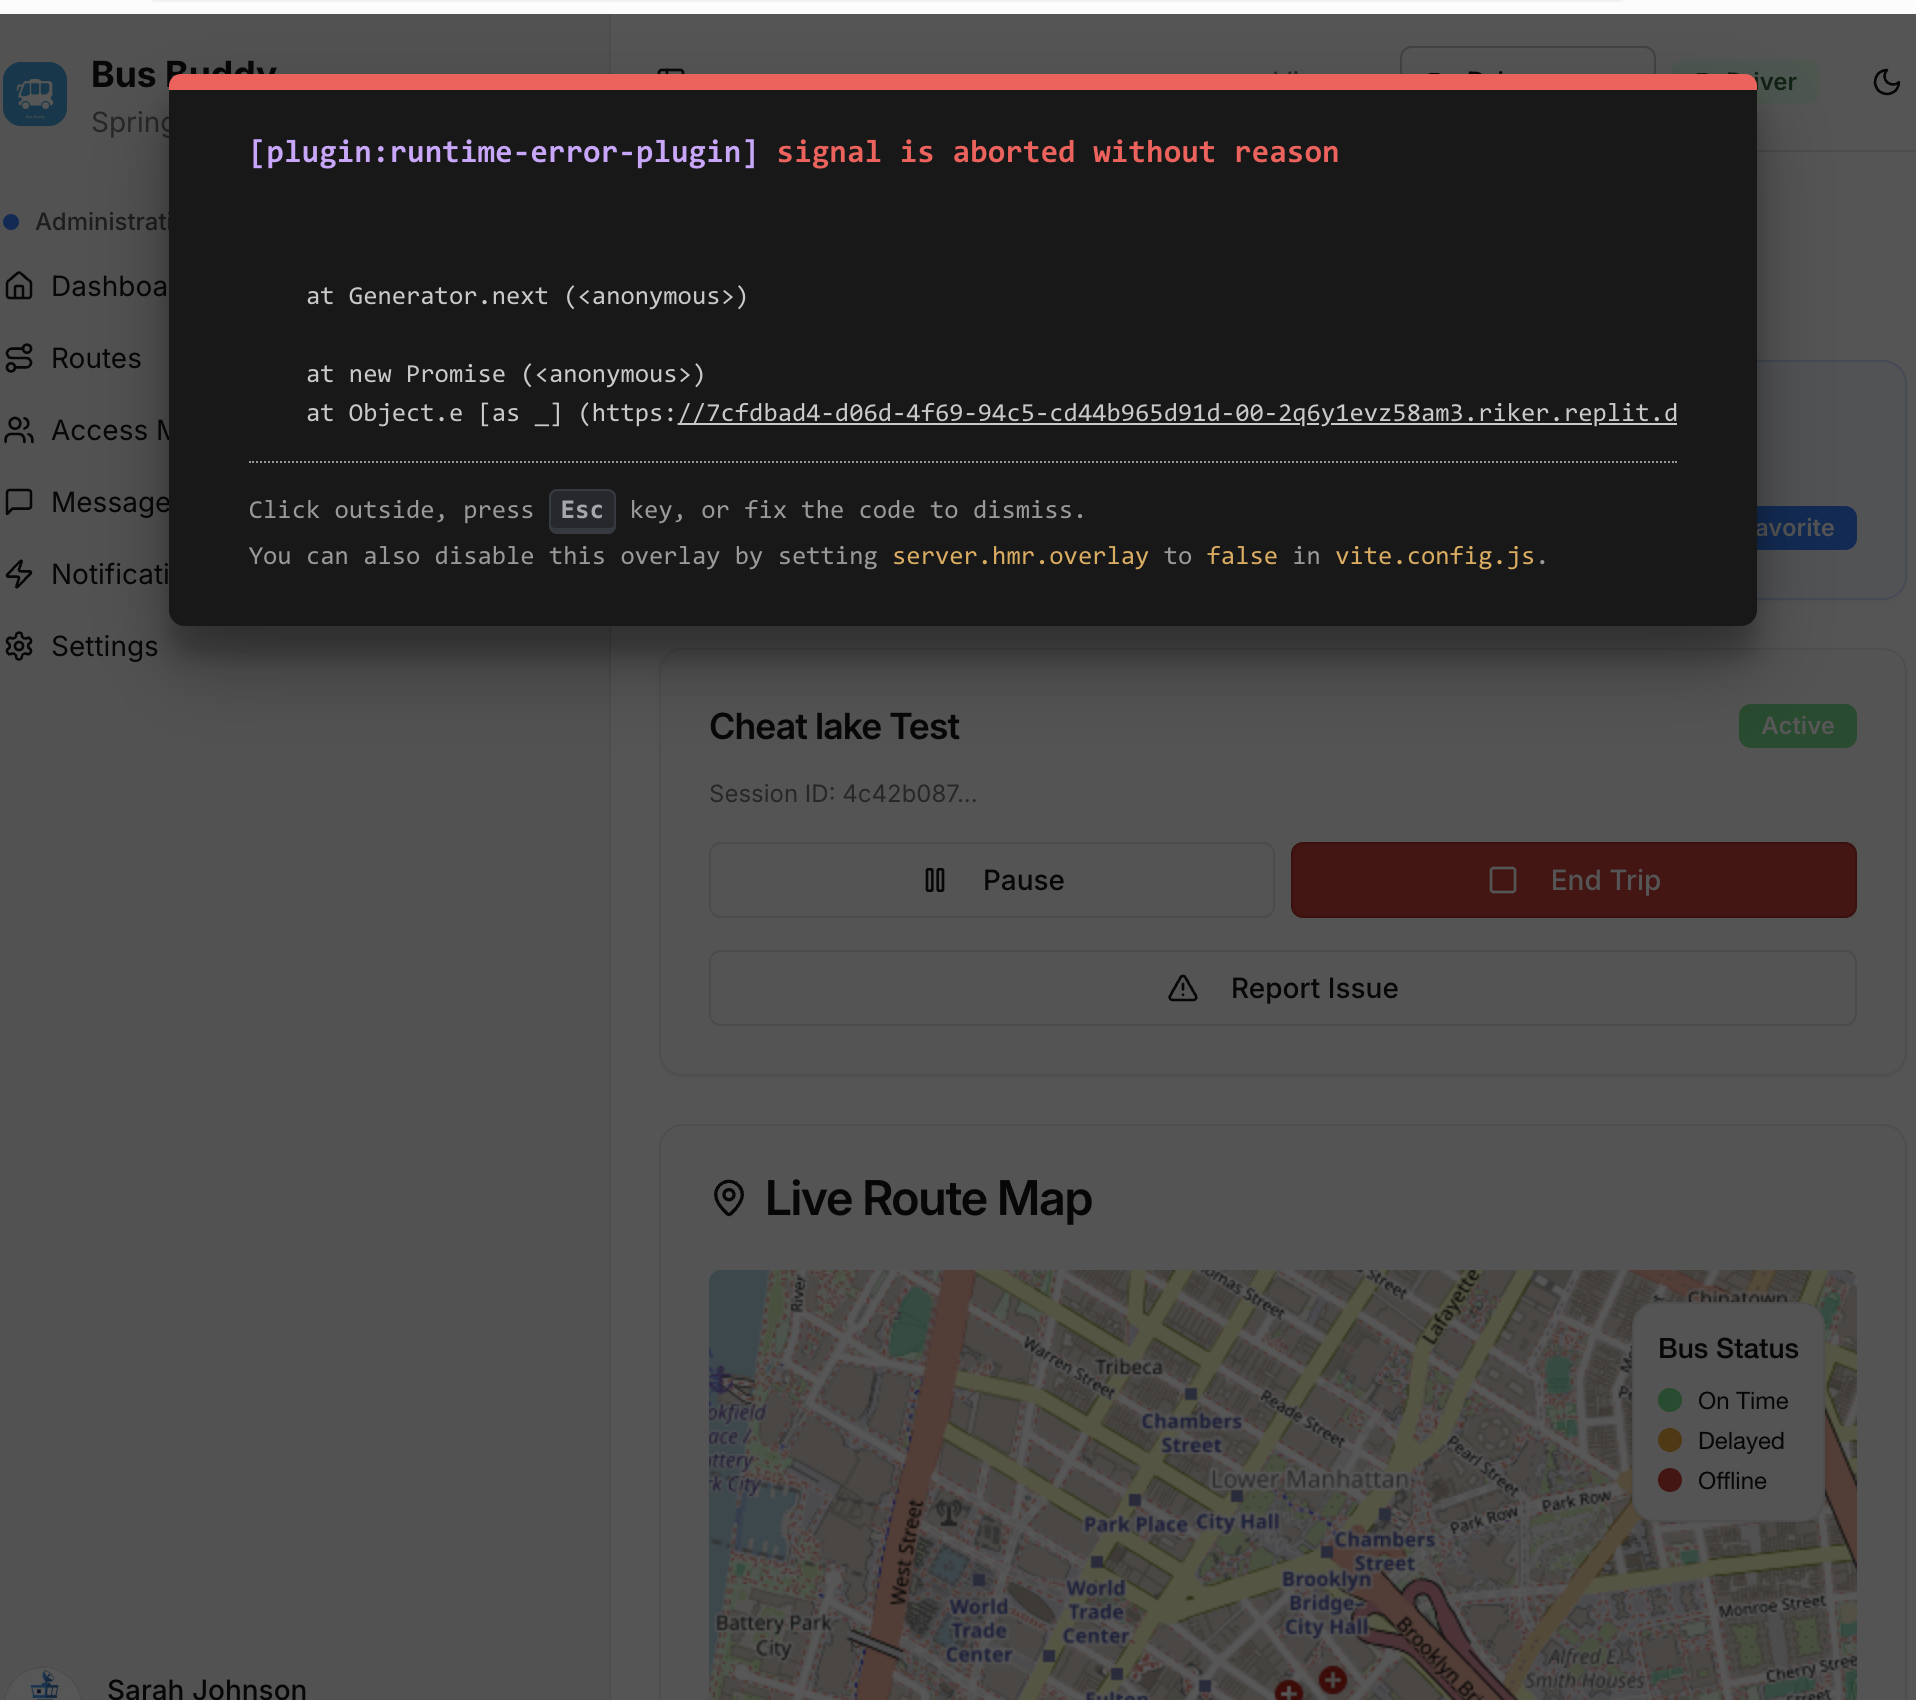 Bus Buddy
[plugin:runtime-error-plugin] signal is aborted without reason
Administrati
at Generator.next (<anonymous>)
Dashboa
Routes
at new Promise (<anonymous>)
at Object.e [as _] (https://7cfdbad4-d06d-4f69-94c5-cd44b965d91d-00-2q6y1evz58am3.riker.replit.d
Access M
Message
Click outside, press Esc key, or fix the code to dismiss.
avorite
You can also disable this overlay by setting server.hmr.overlay to false in vite.config.js.
Notificati
Settings
Cheat lake Test
Active
Session ID: 4c42b087...
Pause
End Trip
Report Issue
Live Route Map
River
Street
Lafayette
Chinatown
Bus Status
On Time
Delayed
Offline
Warren Street
Tribeca
Reade Street
Chambers
Street
Pearl Street
Lower Manhattan
Park Row
Park Row
Park Place
City Hall
Chambers
Street
West Street
World
Trade
Center
World
Trade
Center
Brooklyn
Bridge-
City Hall
Battery Park
City
Monroe Street
Alfred E.
Smith Houses
Cherry Stree
Sarah Johnson